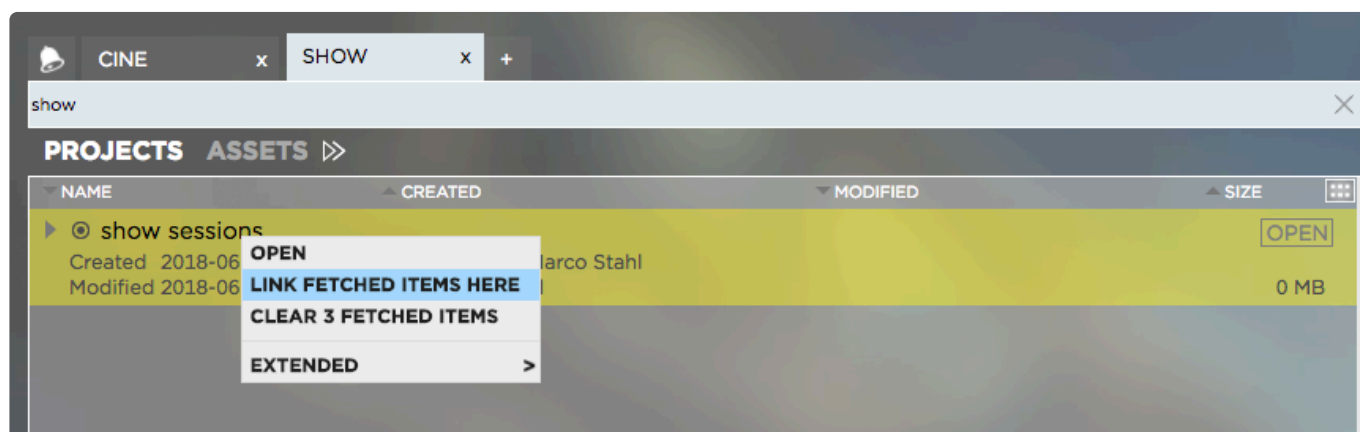 CINE x SHOW x +
show
PROJECTS ASSETS
NAME CREATED MODIFIED SIZE
show sessions OPEN
OPEN
Created 2018-06 Marco Stahl
LINK FETCHED ITEMS HERE
Modified 2018-06 0 MB
CLEAR 3 FETCHED ITEMS
EXTENDED >